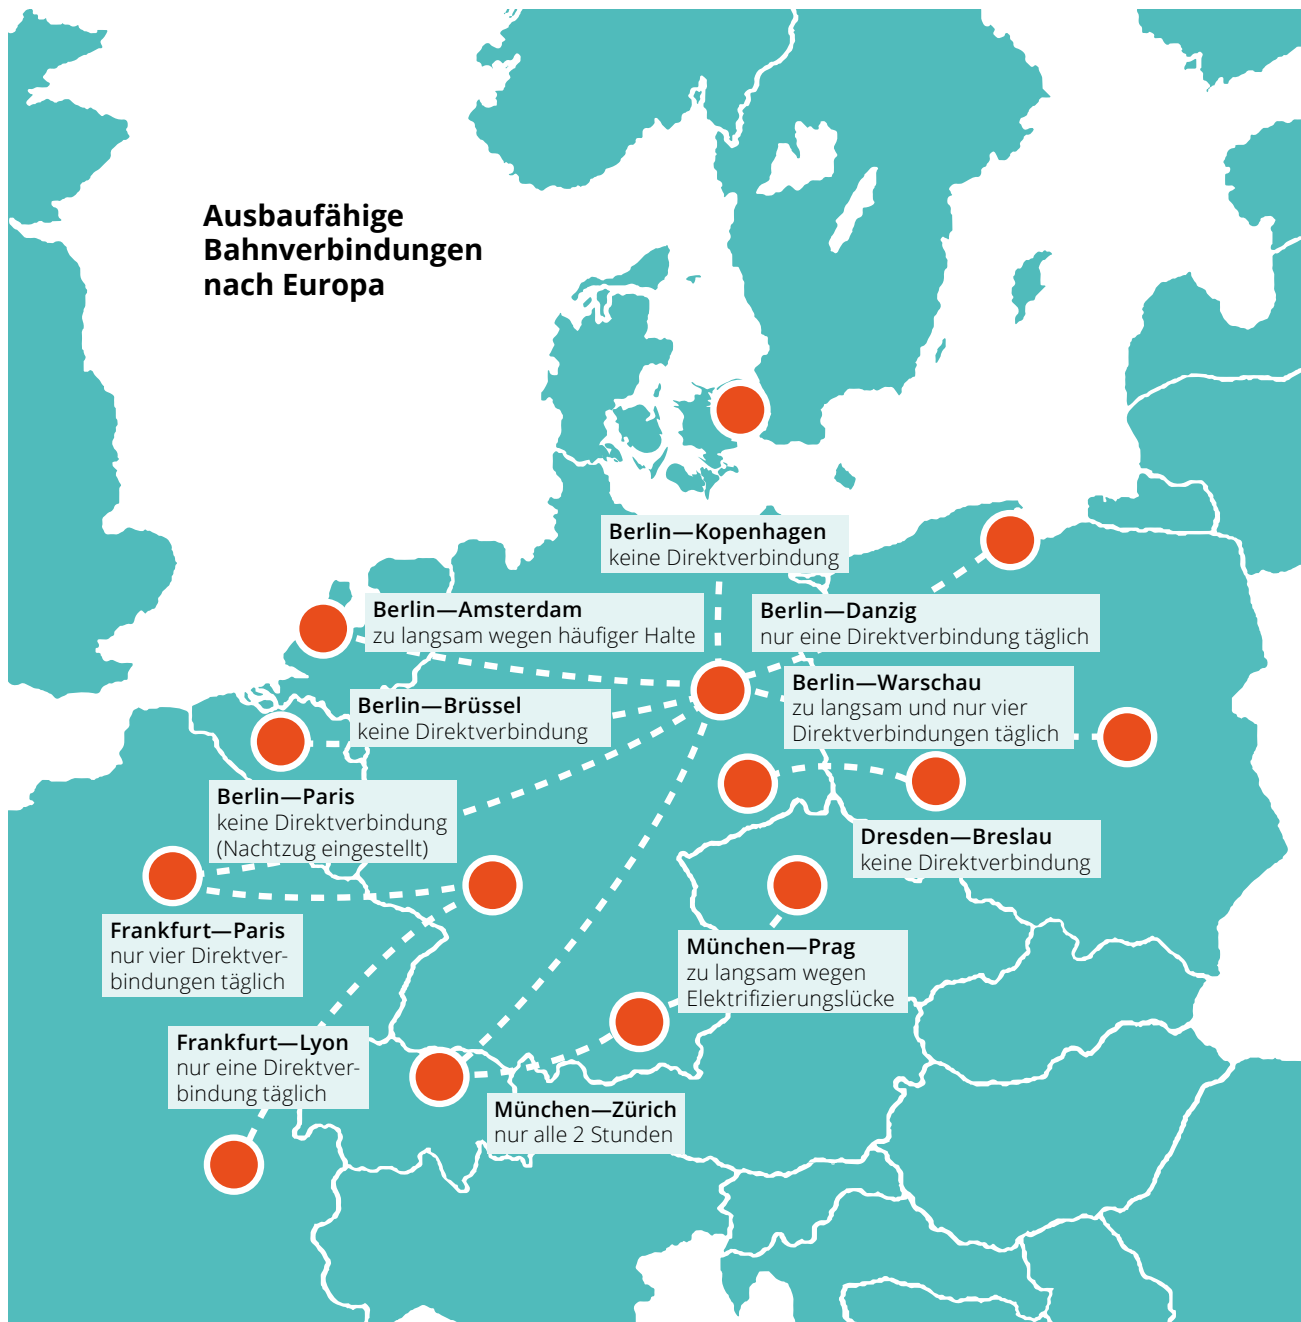 Ausbaufähige
Bahnverbindungen
nach Europa
Berlin—Kopenhagen
keine Direktverbindung
Berlin—Amsterdam
zu langsam wegen häufiger Halte
Berlin—Danzig
nur eine Direktverbindung täglich
Berlin—Brüssel
keine Direktverbindung
Berlin—Warschau
zu langsam und nur vier
Direktverbindungen täglich
Berlin—Paris
keine Direktverbindung
(Nachtzug eingestellt)
Dresden—Breslau
keine Direktverbindung
Frankfurt—Paris
nur vier Direktver-
bindungen täglich
München—Prag
zu langsam wegen
Elektrifizierungslücke
Frankfurt—Lyon
nur eine Direktver-
bindung täglich
München—Zürich
nur alle 2 Stunden